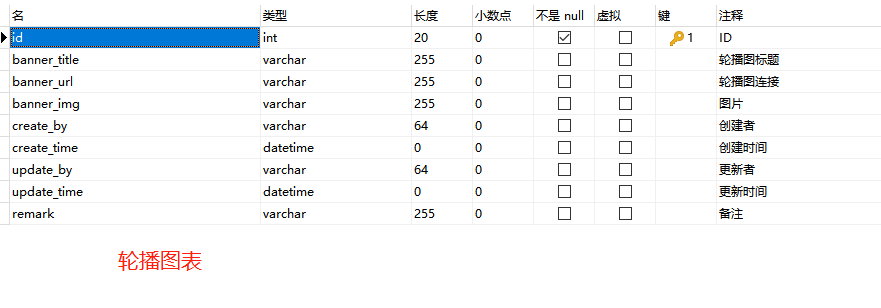 名 类型 长度 小数点 不是 null 虚拟 键 注释
id int 20 0 1 ID
banner_title varchar 255 0 轮播图标题
banner_url varchar 255 0 轮播图连接
banner_img varchar 255 0 图片
create_by varchar 64 0 创建者
create_time datetime 0 0 创建时间
update_by varchar 64 0 更新者
update_time datetime 0 0 更新时间
remark varchar 255 0 备注
轮播图表